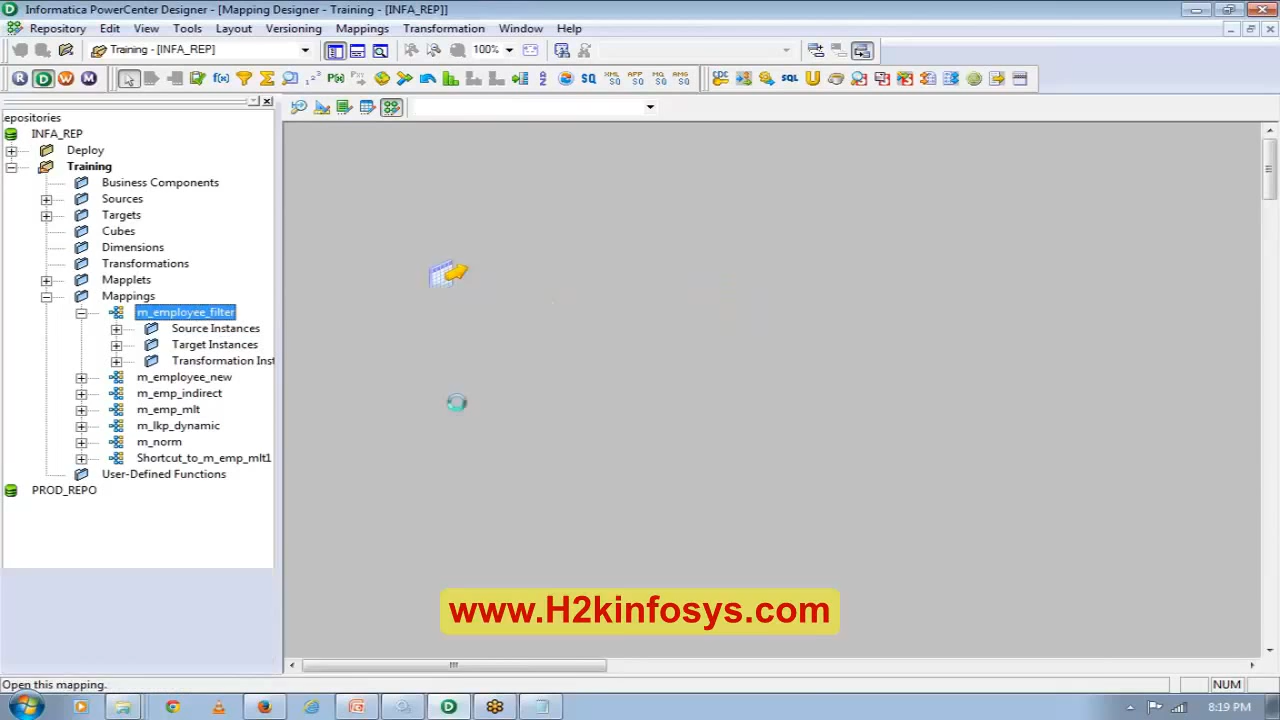 Informatica PowerCenter Designer - [Mapping Designer - Training - [INFA_REP]]
Repository Edit View Tools Layout Versioning Mappings Transformation Window Help
Training - [INFA_REP]
100%
epositories
INFA_REP
Deploy
Training
Business Components
Sources
Targets
Cubes
Dimensions
Transformations
Mapplets
Mappings
m_employee_filter
Source Instances
Target Instances
Transformation Inst
m_employee_new
m_emp_indirect
m_emp_mlt
m_lkp_dynamic
m_norm
Shortcut_to_m_emp_mlt1
User-Defined Functions
PROD_REPO
www.H2kinfosys.com
Open this mapping.
NUM
8:19 PM